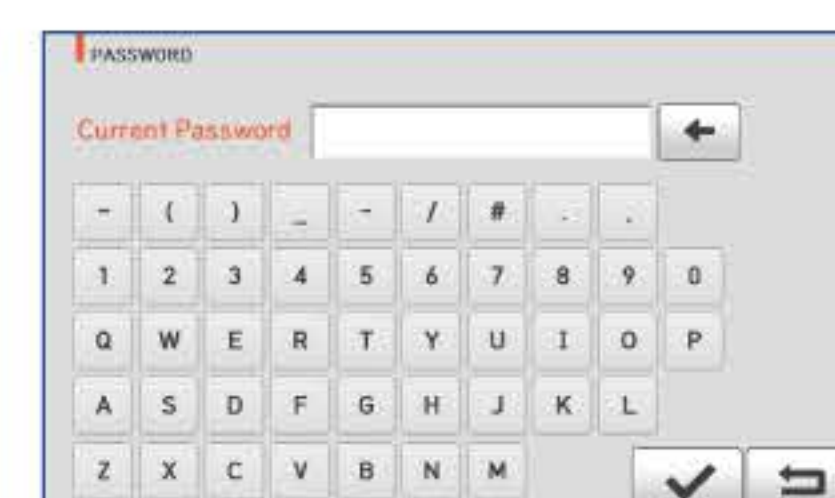 PASSWORD
Current Password
- ( ) _ - / # . .
1 2 3 4 5 6 7 8 9 0
Q W E R T Y U I O P
A S D F G H J K L
Z X C V B N M